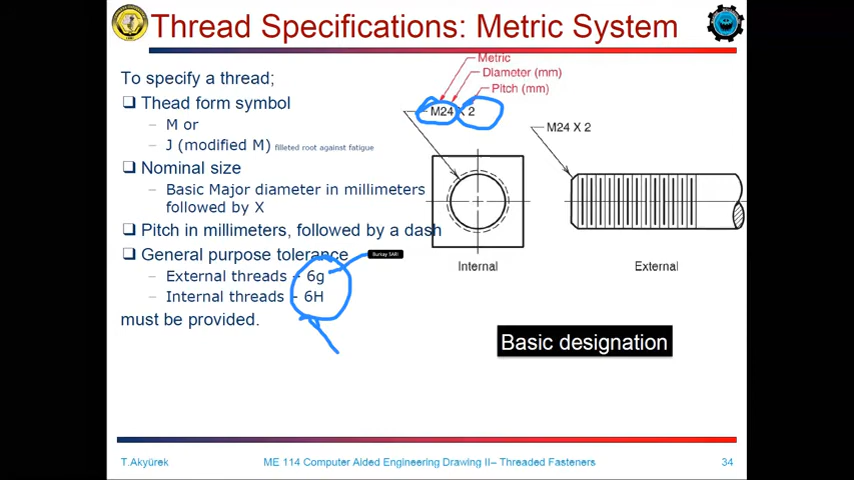 Thread Specifications: Metric System
To specify a thread;
Thead form symbol
– M or
– J (modified M) filleted root against fatigue
Nominal size
– Basic Major diameter in millimeters
followed by X
Pitch in millimeters, followed by a dash
General purpose tolerance
– External threads – 6g
– Internal threads – 6H
must be provided.
Metric
Diameter (mm)
Pitch (mm)
M24 X 2
M24 X 2
Internal
External
Basic designation
T.Akyürek
ME 114 Computer Aided Engineering Drawing II– Threaded Fasteners
34